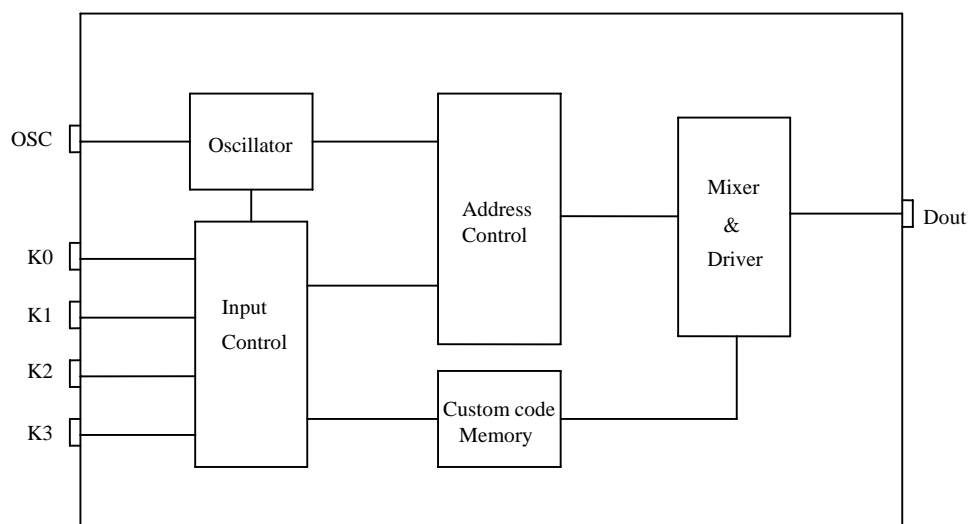 OSC
Oscillator
K0
K1
K2
K3
Input
Control
Address
Control
Custom code
Memory
Mixer
&
Driver
Dout